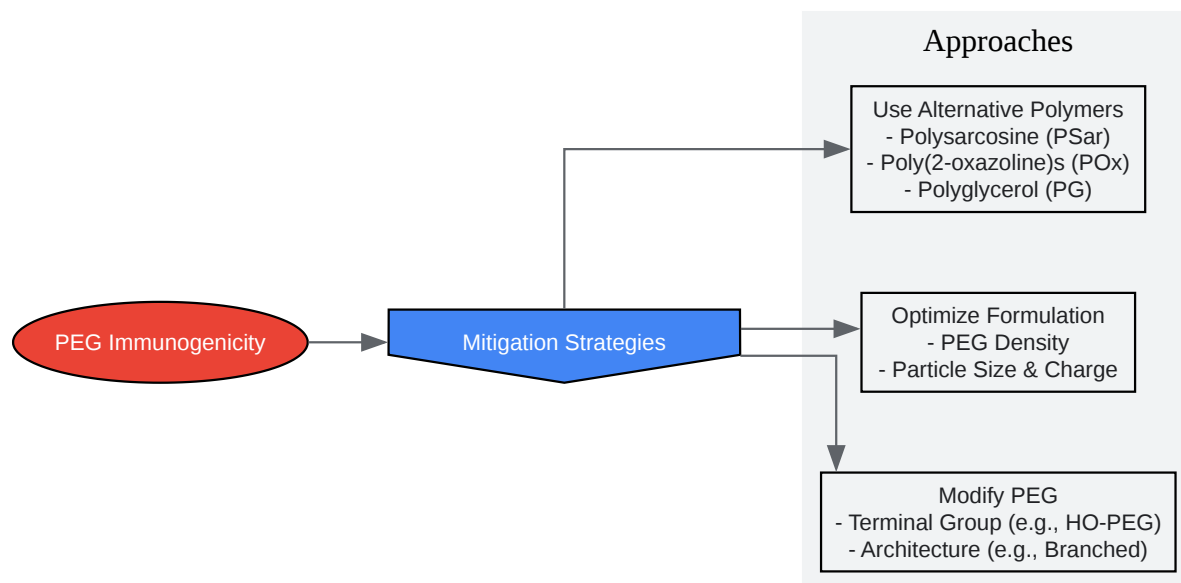 Approaches
Use Alternative Polymers
- Polysarcosine (PSar)
- Poly(2-oxazoline)s (POx)
- Polyglycerol (PG)
PEG Immunogenicity
Mitigation Strategies
Optimize Formulation
- PEG Density
- Particle Size & Charge
Modify PEG
- Terminal Group (e.g., HO-PEG)
- Architecture (e.g., Branched)